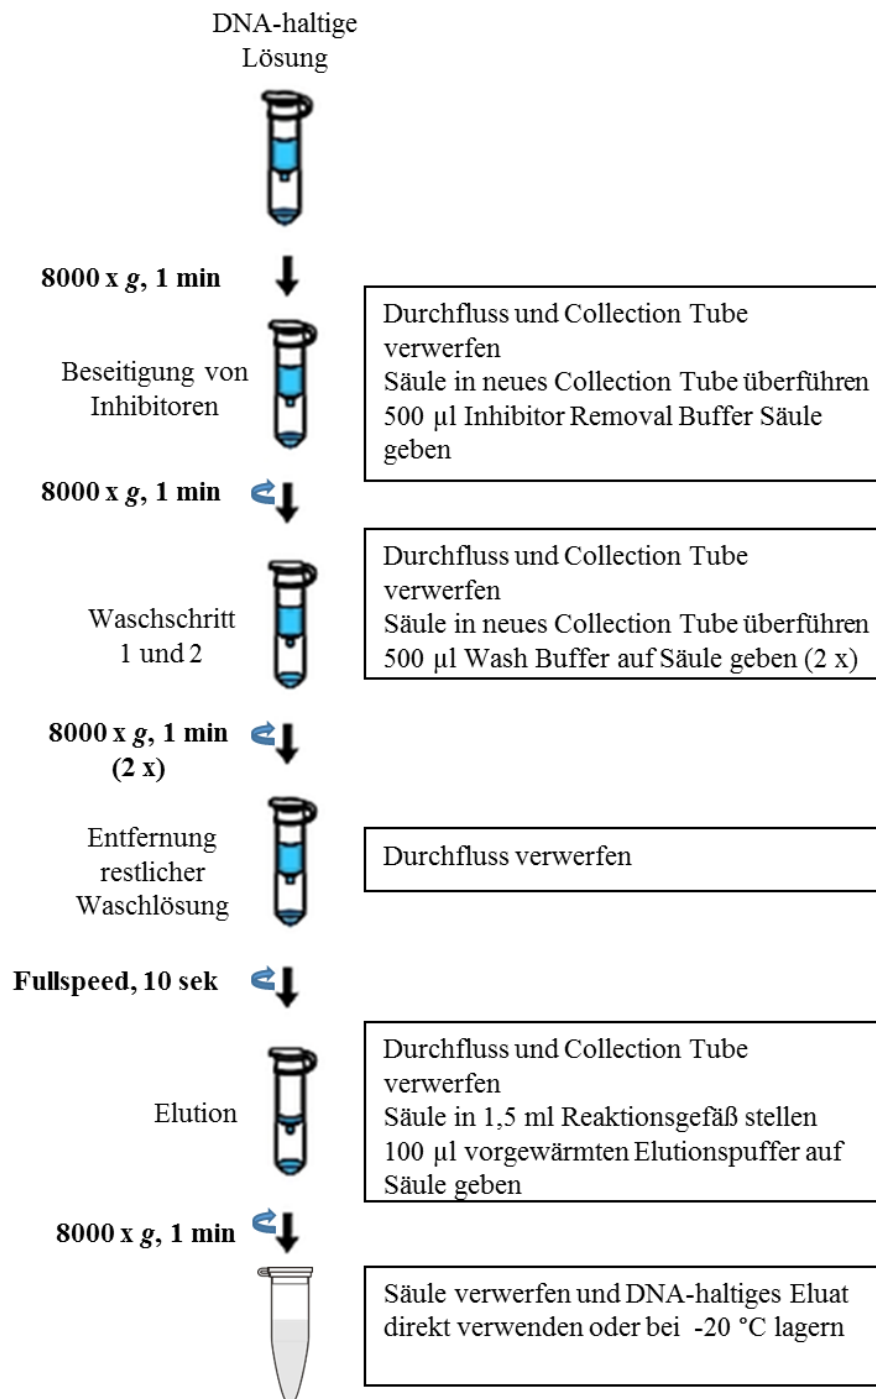 DNA-haltige
Lösung
8000 x g, 1 min
Beseitigung von
Inhibitoren
Durchfluss und Collection Tube
verwerfen
Säule in neues Collection Tube überführen
500 µl Inhibitor Removal Buffer Säule
geben
8000 x g, 1 min
Waschschritt
1 und 2
Durchfluss und Collection Tube
verwerfen
Säule in neues Collection Tube überführen
500 µl Wash Buffer auf Säule geben (2 x)
8000 x g, 1 min
(2 x)
Entfernung
restlicher
Waschlösung
Durchfluss verwerfen
Fullspeed, 10 sek
Elution
Durchfluss und Collection Tube
verwerfen
Säule in 1,5 ml Reaktionsgefäß stellen
100 µl vorgewärmten Elutionspuffer auf
Säule geben
8000 x g, 1 min
Säule verwerfen und DNA-haltiges Eluat
direkt verwenden oder bei -20 °C lagern